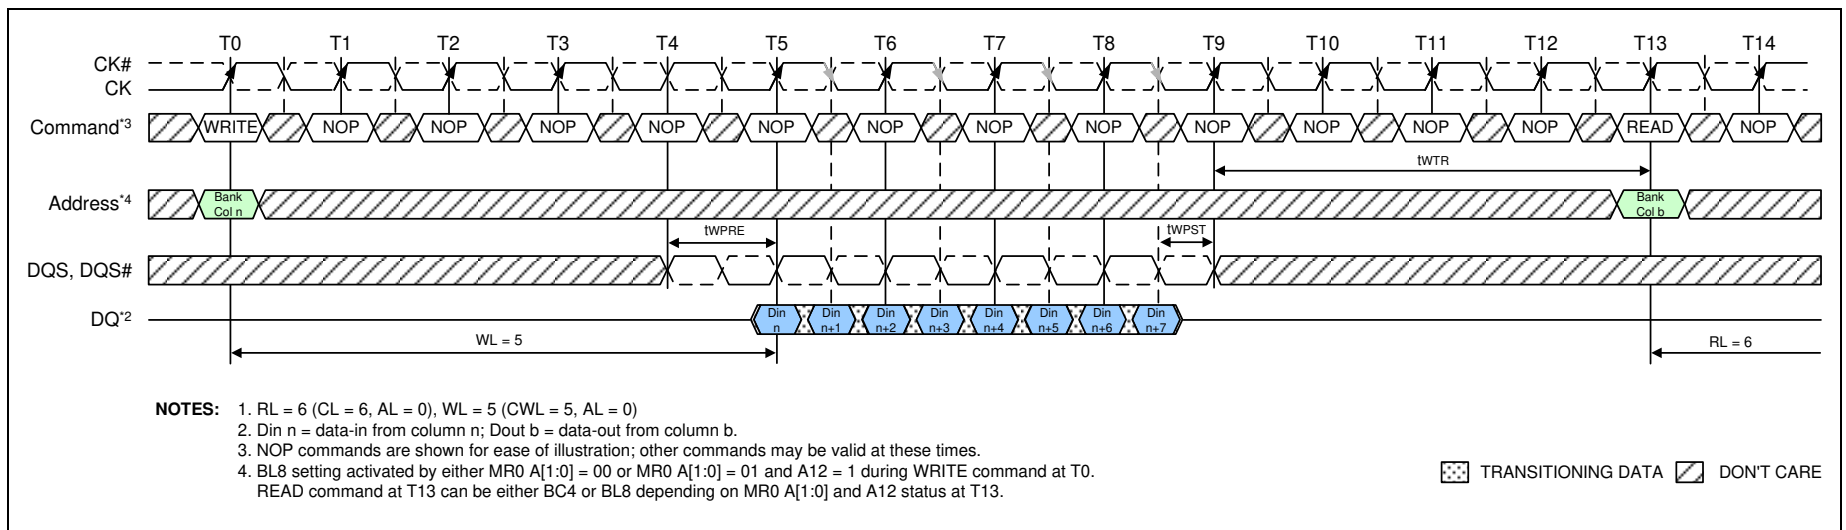 T0 T1 T2 T3 T4 T5 T6 T7 T8 T9 T10 T11 T12 T13 T14
CK#
CK
Command*3 WRITE NOP NOP NOP NOP NOP NOP NOP NOP NOP NOP NOP NOP READ NOP
tWTR
Address*4 Bank Col n Bank Col b
tWPRE tWPST
DQS, DQS#
DQ*2 Din n Din n+1 Din n+2 Din n+3 Din n+4 Din n+5 Din n+6 Din n+7
WL = 5 RL = 6
NOTES: 1. RL = 6 (CL = 6, AL = 0), WL = 5 (CWL = 5, AL = 0)
2. Din n = data-in from column n; Dout b = data-out from column b.
3. NOP commands are shown for ease of illustration; other commands may be valid at these times.
4. BL8 setting activated by either MR0 A[1:0] = 00 or MR0 A[1:0] = 01 and A12 = 1 during WRITE command at T0.
READ command at T13 can be either BC4 or BL8 depending on MR0 A[1:0] and A12 status at T13.
TRANSITIONING DATA DON'T CARE